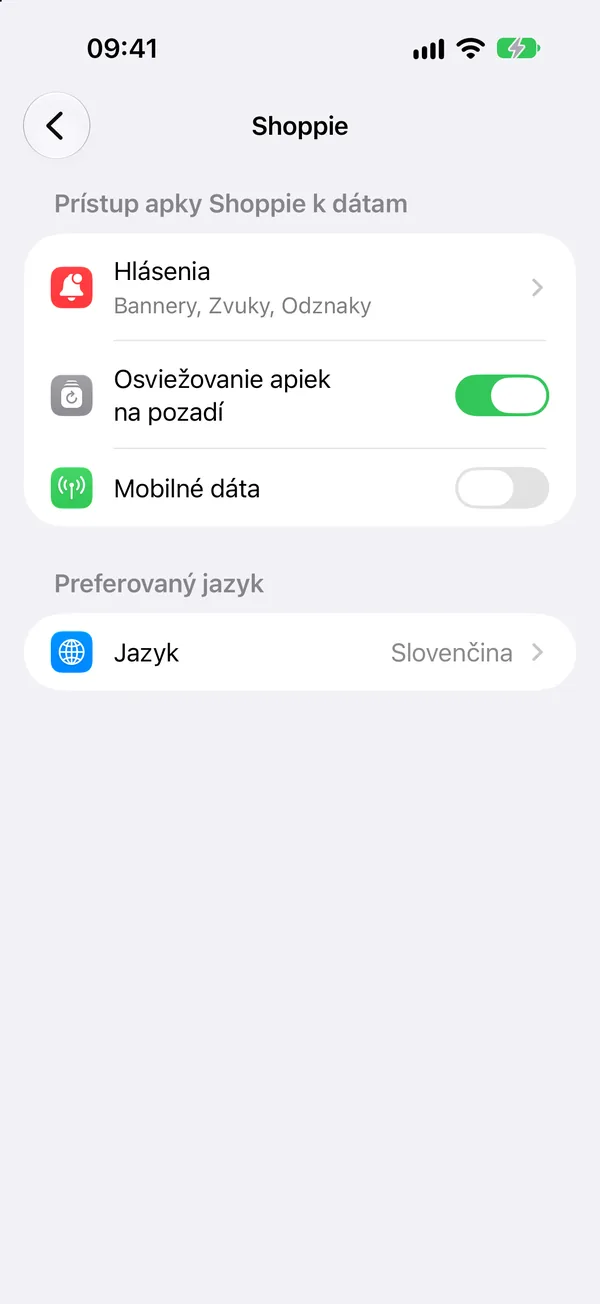 09:41
Shoppie
Prístup apky Shoppie k dátam
Hlásenia
Bannery, Zvuky, Odznaky
Osviežovanie apiek
na pozadí
Mobilné dáta
Preferovaný jazyk
Jazyk Slovenčina